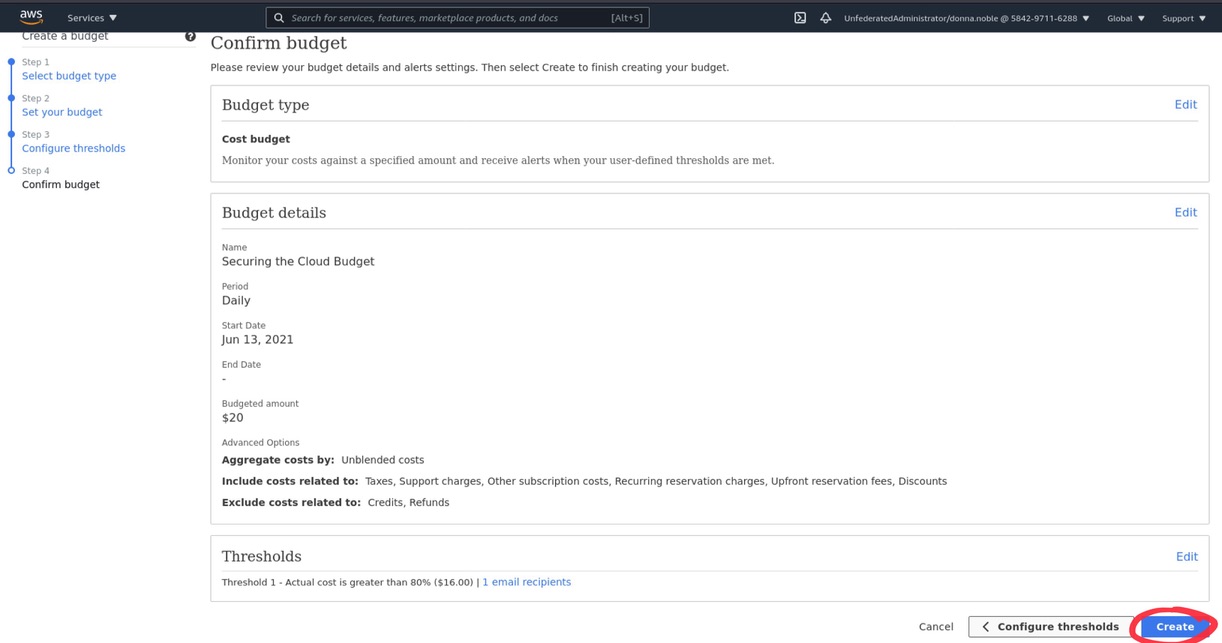 aws
Services ▼
Search for services, features, marketplace products, and docs [Alt+S]
UnfederatedAdministrator/donna.noble @ 5842-9711-6288 ▼
Global ▼
Support ▼
Create a budget
Step 1
Select budget type
Step 2
Set your budget
Step 3
Configure thresholds
Step 4
Confirm budget
Confirm budget
Please review your budget details and alerts settings. Then select Create to finish creating your budget.
Budget type Edit
Cost budget
Monitor your costs against a specified amount and receive alerts when your user-defined thresholds are met.
Budget details Edit
Name
Securing the Cloud Budget
Period
Daily
Start Date
Jun 13, 2021
End Date
-
Budgeted amount
$20
Advanced Options
Aggregate costs by: Unblended costs
Include costs related to: Taxes, Support charges, Other subscription costs, Recurring reservation charges, Upfront reservation fees, Discounts
Exclude costs related to: Credits, Refunds
Thresholds Edit
Threshold 1 - Actual cost is greater than 80% ($16.00) | 1 email recipients
Cancel
Configure thresholds
Create